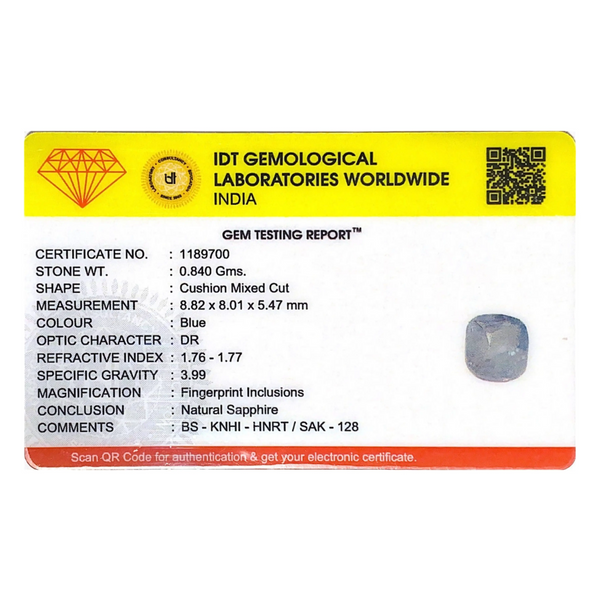 IDT GEMOLOGICAL
LABORATORIES WORLDWIDE
INDIA
GEM TESTING REPORT™
CERTIFICATE NO. : 1189700
STONE WT. : 0.840 Gms.
SHAPE : Cushion Mixed Cut
MEASUREMENT : 8.82 x 8.01 x 5.47 mm
COLOUR : Blue
OPTIC CHARACTER : DR
REFRACTIVE INDEX : 1.76 - 1.77
SPECIFIC GRAVITY : 3.99
MAGNIFICATION : Fingerprint Inclusions
CONCLUSION : Natural Sapphire
COMMENTS : BS - KNHI - HNRT / SAK - 128
Scan QR Code for authentication & get your electronic certificate.